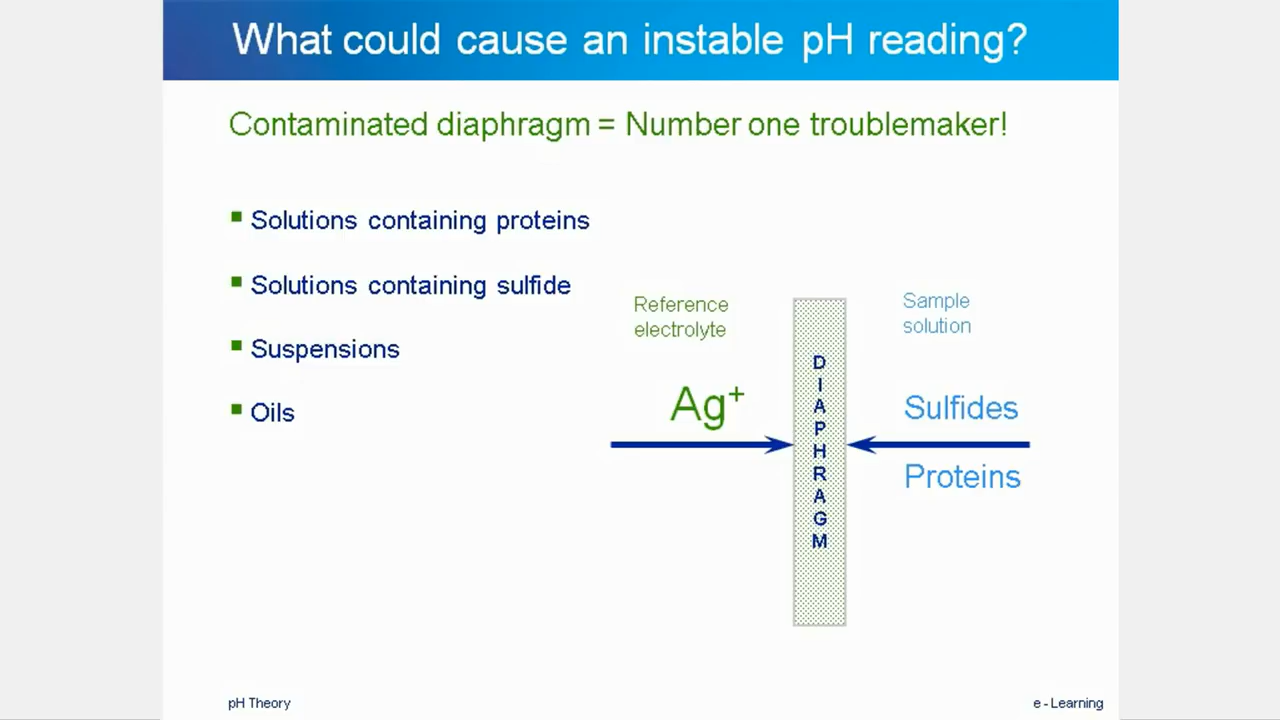 What could cause an instable pH reading?
Contaminated diaphragm = Number one troublemaker!
▪ Solutions containing proteins
▪ Solutions containing sulfide
▪ Suspensions
▪ Oils
Reference
electrolyte
Ag⁺
DIAPHRAGM
Sample
solution
Sulfides
Proteins
pH Theory
e - Learning